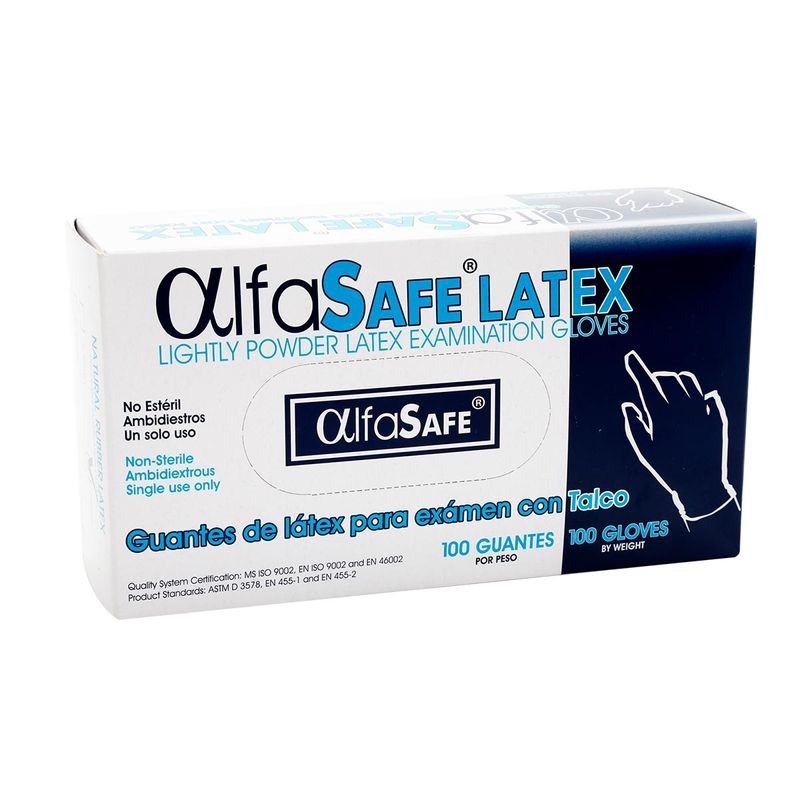 αlfaSAFE LATEX
αlfaSAFE® LATEX
LIGHTLY POWDER LATEX EXAMINATION GLOVES
No Estéril
Ambidiestros
Un solo uso
Non-Sterile
Ambidiextrous
Single use only
αlfaSAFE®
Guantes de látex para exámen con Talco
100 GUANTES
POR PESO
100 GLOVES
BY WEIGHT
Quality System Certification: MS ISO 9002, EN ISO 9002 and EN 46002
Product Standards: ASTM D 3578, EN 455-1 and EN 455-2
NATURAL RUBBER LATEX